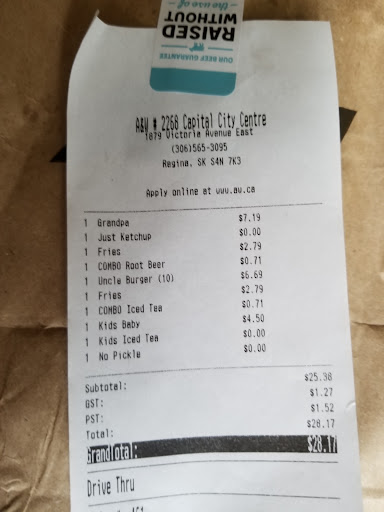 OUR BEEF GUARANTEE
RAISED
WITHOUT
the use of
A&W # 2268 Capital City Centre
1879 Victoria Avenue East
(306)565-3095
Regina, SK S4N 7K3
Apply online at www.aw.ca
1 Grandpa $7.19
1 Just Ketchup $0.00
1 Fries $2.79
1 COMBO Root Beer $0.71
1 Uncle Burger (10) $6.69
1 Fries $2.79
1 COMBO Iced Tea $0.71
1 Kids Baby $4.50
1 Kids Iced Tea $0.00
1 No Pickle $0.00
Subtotal: $25.38
GST: $1.27
PST: $1.52
Total: $28.17
GrandTotal: $28.17
Drive Thru